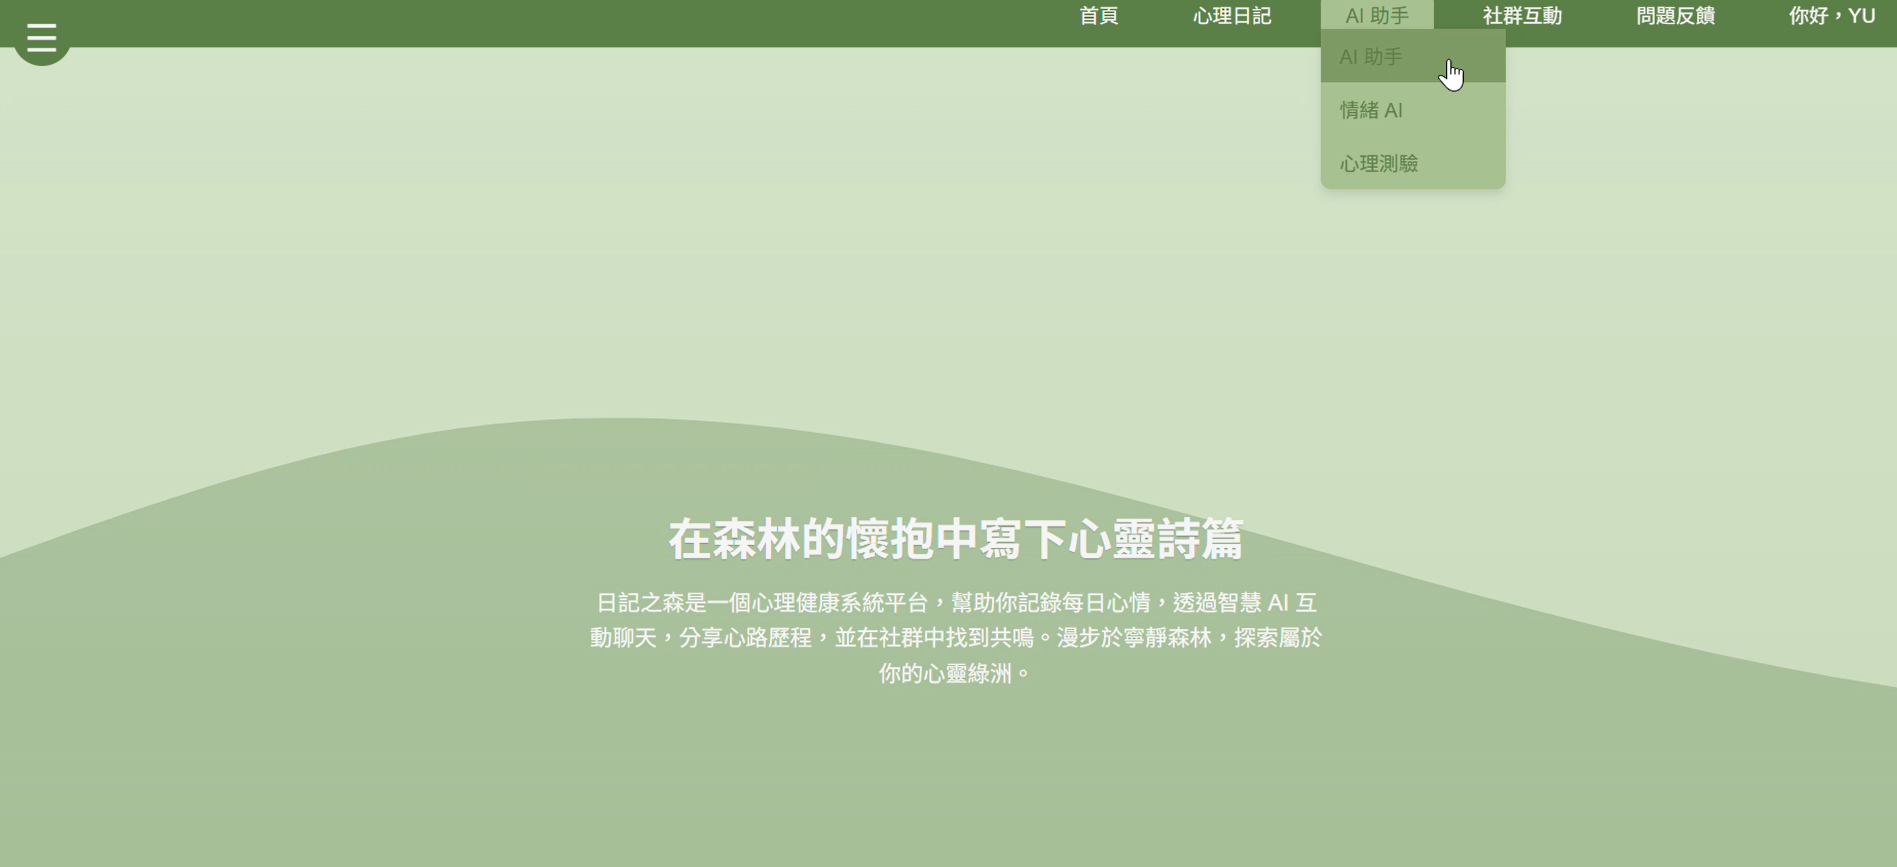 首頁
心理日記
AI 助手
社群互動
問題反饋
你好，YU
AI 助手
情緒 AI
心理測驗
在森林的懷抱中寫下心靈詩篇
日記之森是一個心理健康系統平台，幫助你記錄每日心情，透過智慧 AI 互
動聊天，分享心路歷程，並在社群中找到共鳴。漫步於寧靜森林，探索屬於
你的心靈綠洲。